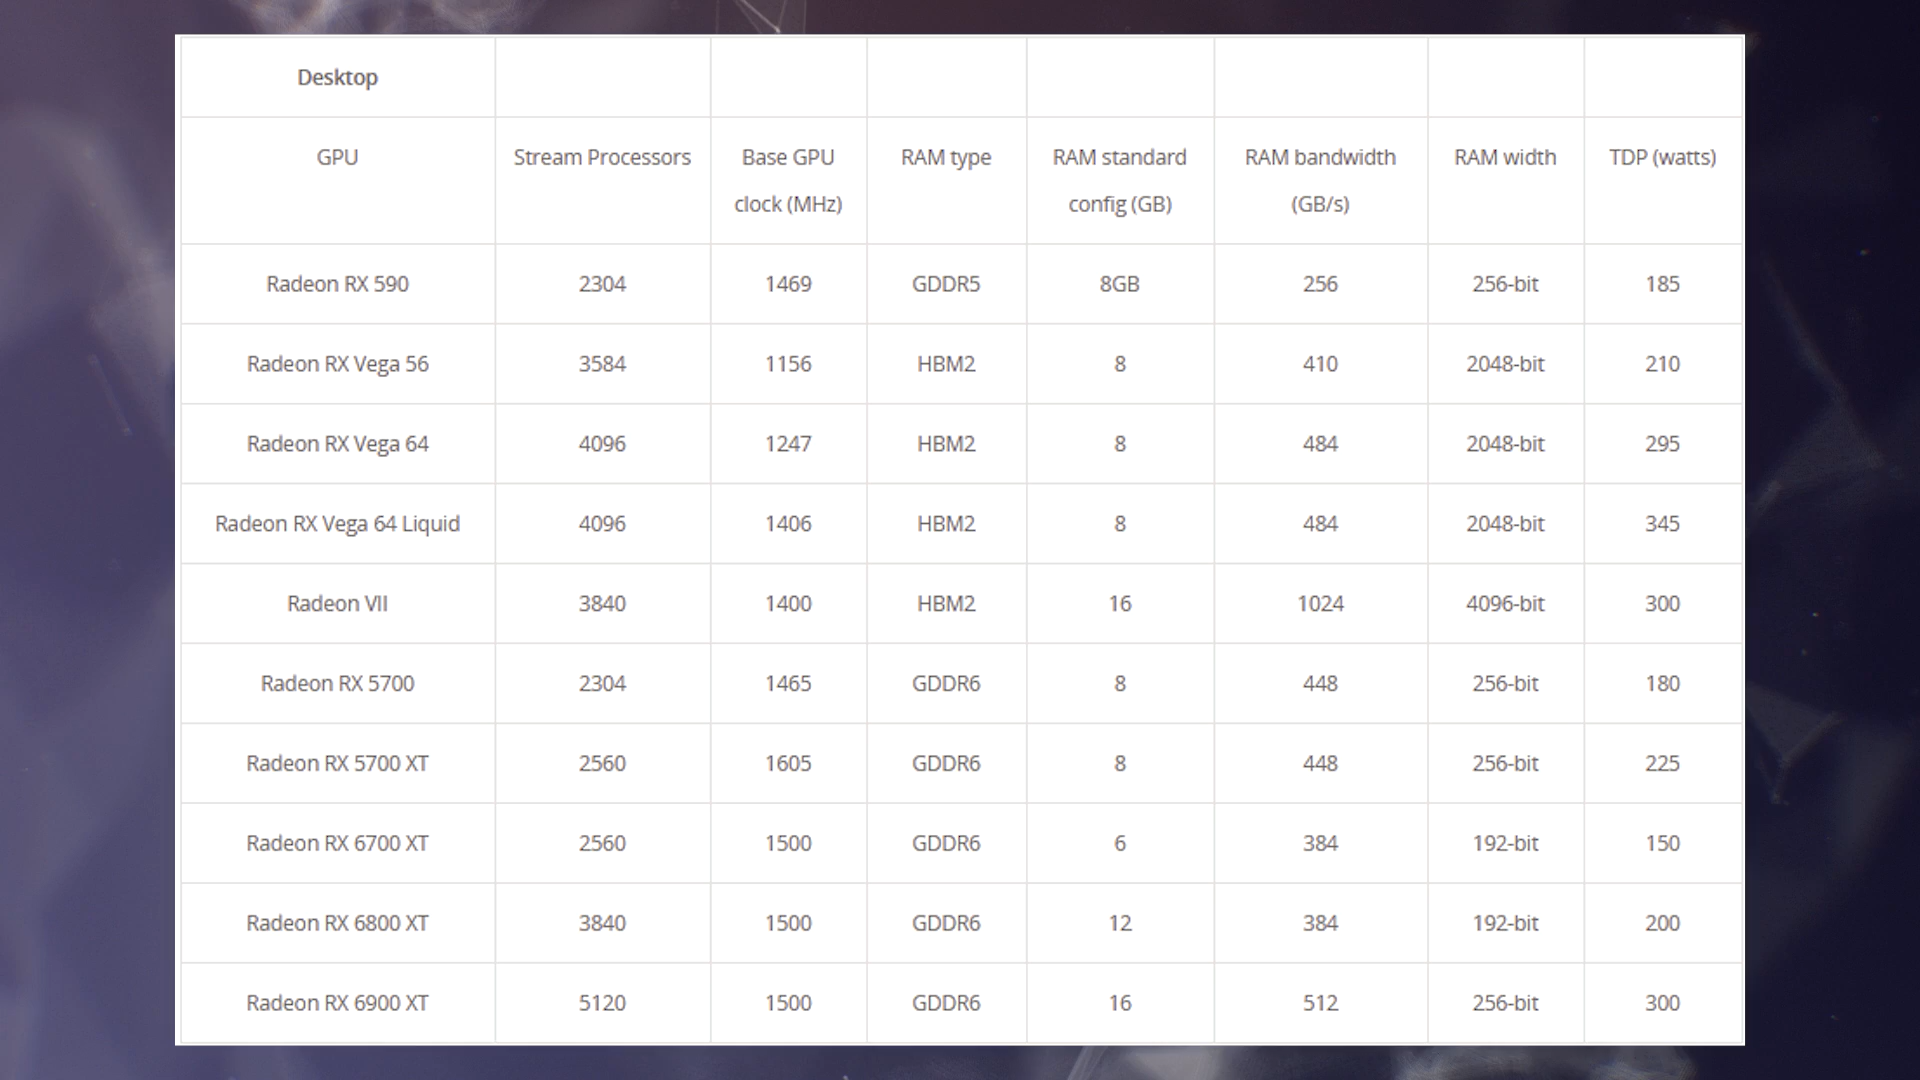 Desktop
GPU Stream Processors Base GPU clock (MHz) RAM type RAM standard config (GB) RAM bandwidth (GB/s) RAM width TDP (watts)
Radeon RX 590 2304 1469 GDDR5 8GB 256 256-bit 185
Radeon RX Vega 56 3584 1156 HBM2 8 410 2048-bit 210
Radeon RX Vega 64 4096 1247 HBM2 8 484 2048-bit 295
Radeon RX Vega 64 Liquid 4096 1406 HBM2 8 484 2048-bit 345
Radeon VII 3840 1400 HBM2 16 1024 4096-bit 300
Radeon RX 5700 2304 1465 GDDR6 8 448 256-bit 180
Radeon RX 5700 XT 2560 1605 GDDR6 8 448 256-bit 225
Radeon RX 6700 XT 2560 1500 GDDR6 6 384 192-bit 150
Radeon RX 6800 XT 3840 1500 GDDR6 12 384 192-bit 200
Radeon RX 6900 XT 5120 1500 GDDR6 16 512 256-bit 300